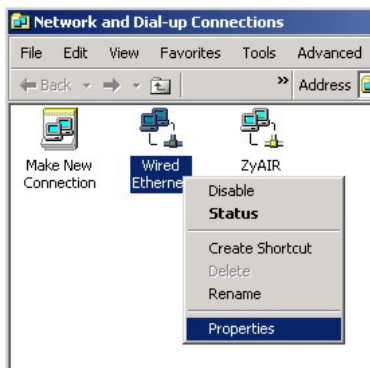 Network and Dial-up Connections
File Edit View Favorites Tools Advanced
Back » Address
Make New Connection
Wired
ZyAIR
Disable
Status
Create Shortcut
Delete
Rename
Properties